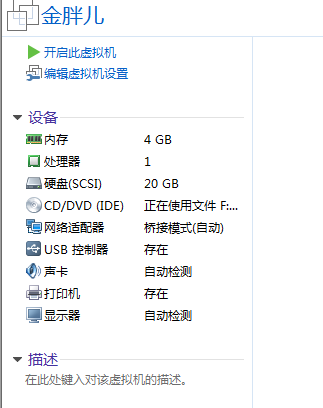 金胖儿
开启此虚拟机
编辑虚拟机设置
设备
内存 4 GB
处理器 1
硬盘(SCSI) 20 GB
CD/DVD (IDE) 正在使用文件 F:...
网络适配器 桥接模式(自动)
USB 控制器 存在
声卡 自动检测
打印机 存在
显示器 自动检测
描述
在此处键入对该虚拟机的描述。